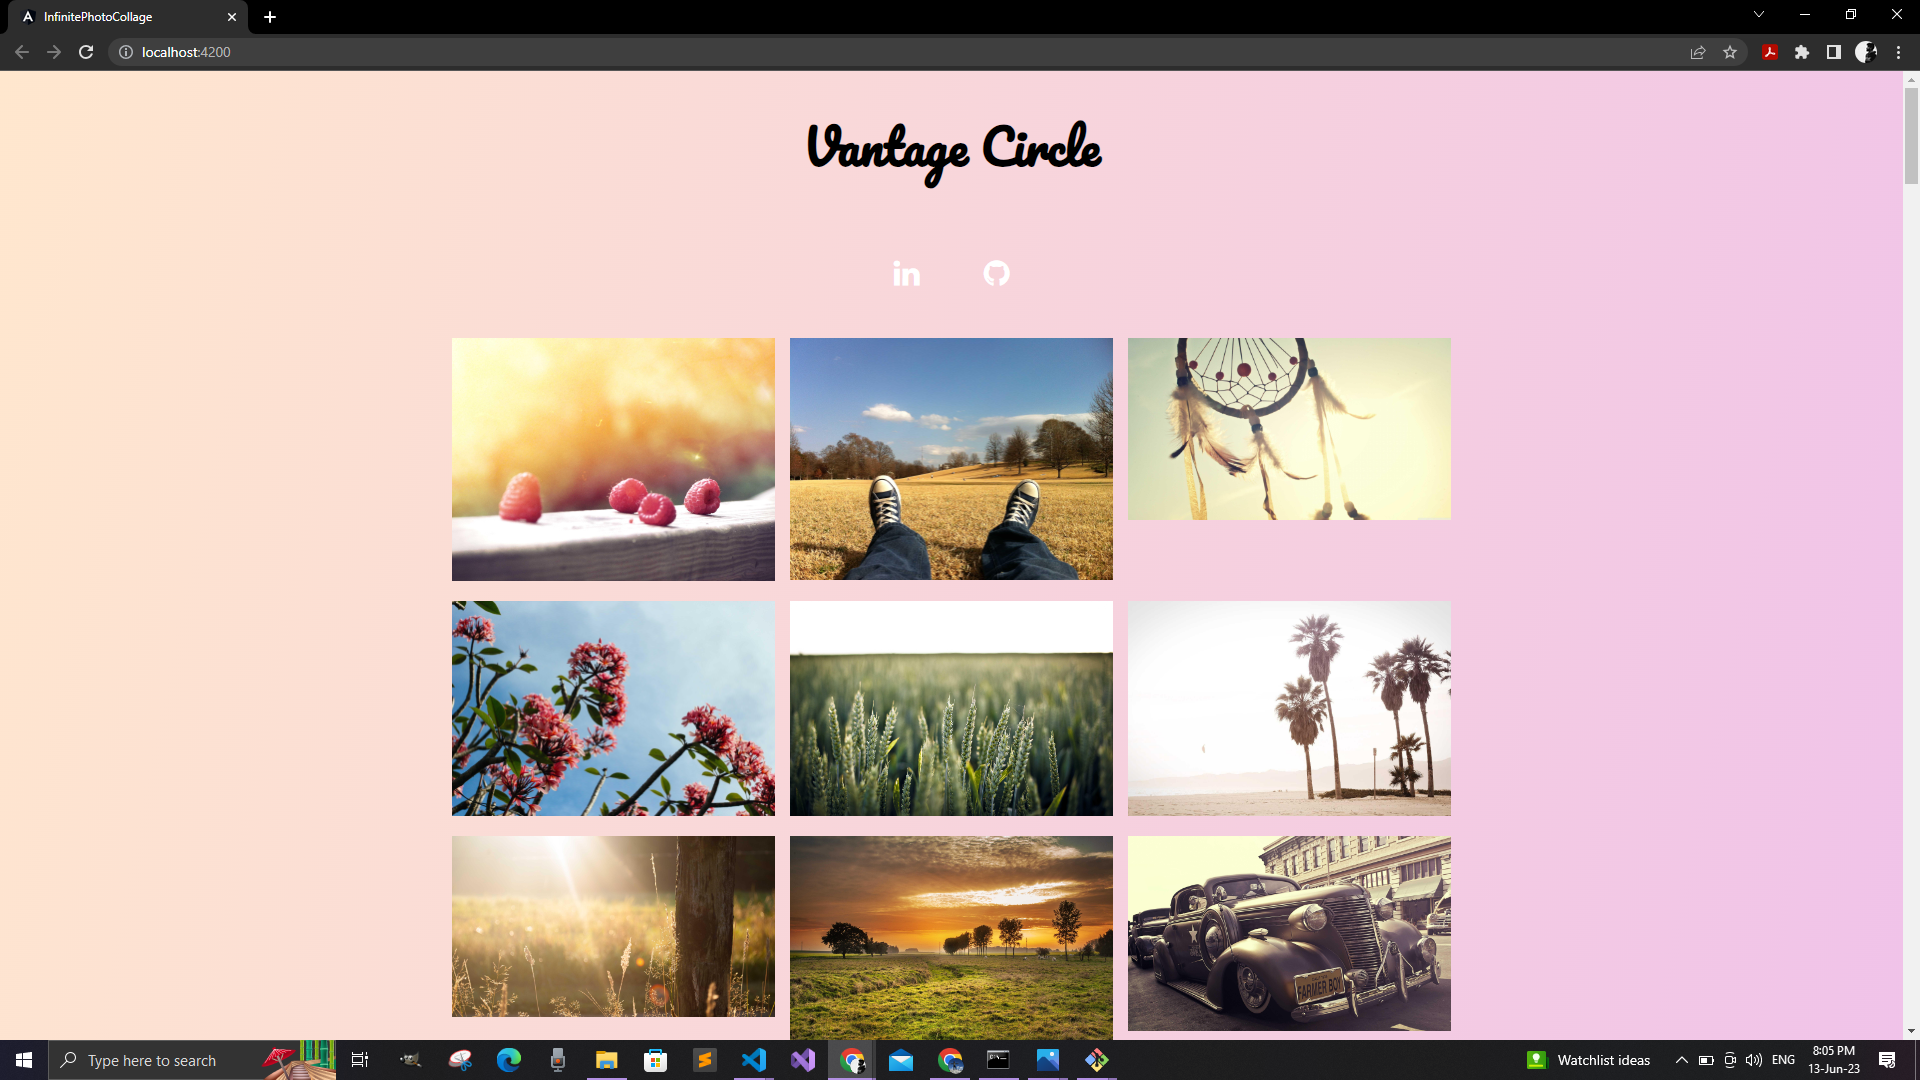 InfinitePhotoCollage
localhost:4200
Vantage Circle
in
FARMER BOY
Type here to search
Watchlist ideas
ENG
8:05 PM
13-Jun-23